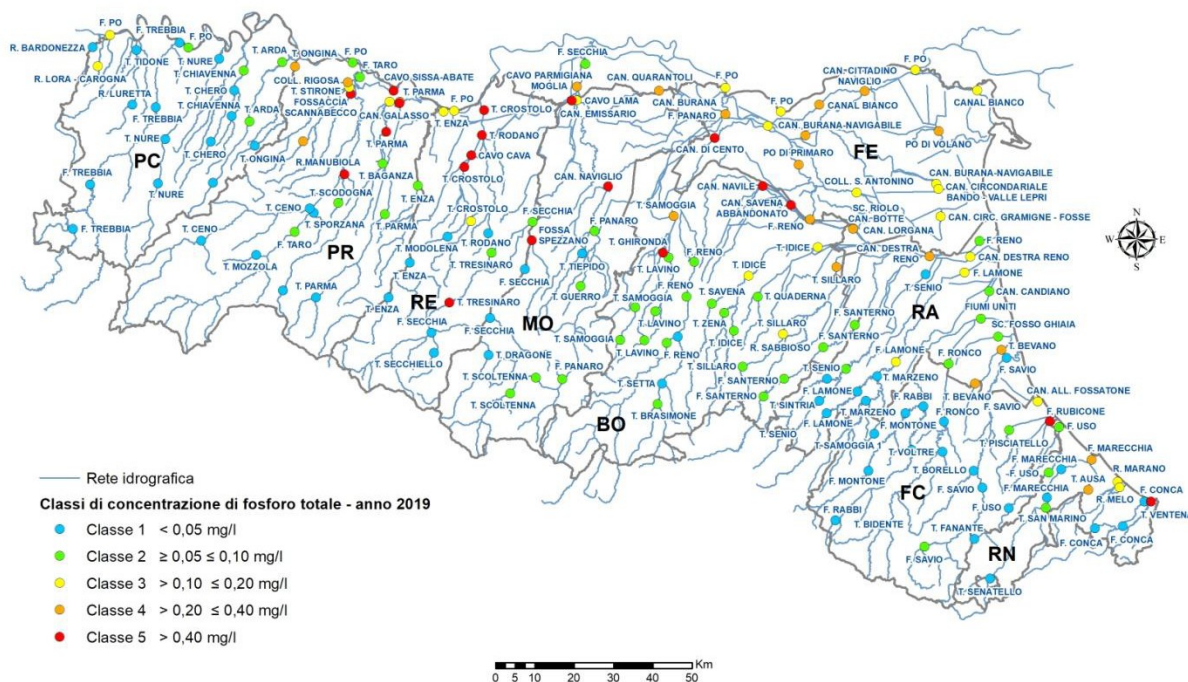 F. PO
F. TREBBIA
F. PO
R. BARDONEZZA
T. TIDONE
T. NURE
T. ARDA
T. ONGINA
F. PO
F. TARO
R. LORA - CAROGNA
T. CHIAVENNA
COLL. RIGOSA
CAVO SISSA-ABATE
T. PARMA
R. LURETTA
T. CHERO
T. STIRONE
FOSSACCIA
SCANNABECCO
T. CHIAVENNA
T. ARDA
CAN. GALASSO
F. TREBBIA
T. ENZA
F. PO
T. CROSTOLO
T. NURE
T. PARMA
T. RODANO
PC
T. CHERO
T. ONGINA
R. MANUBIOLA
CAVO CAVA
T. BAGANZA
T. CROSTOLO
F. TREBBIA
T. NURE
T. SCODOGNA
T. ENZA
T. CENO
T. SPORZANA
T. PARMA
T. CROSTOLO
F. TREBBIA
T. CENO
F. TARO
PR
T. MODOLENA
T. RODANO
T. TRESINARO
T. MOZZOLA
T. ENZA
T. PARMA
RE
T. ENZA
T. TRESINARO
F. SECCHIA
F. SECCHIA
T. SECCHIELLO
F. SECCHIA
CAVO PARMIGIANA
MOGLIA
CAN. QUARANTOLI
F. PO
CAVO LAMA
CAN. EMISSARIO
CAN. BURANA
F. PANARO
CAN. NAVIGLIO
CAN. DI CENTO
F. SECCHIA
F. PANARO
FOSSA
SPEZZANO
T. TIEPIDO
F. SECCHIA
T. GUERRO
MO
T. SAMOGGIA
T. DRAGONE
T. SCOLTENNA
F. PANARO
T. SCOLTENNA
T. SAMOGGIA
T. GHIRONDA
F. RENO
T. LAVINO
F. RENO
T. SAMOGGIA
T. LAVINO
T. LAVINO
F. RENO
T. SETTA
BO
T. BRASIMONE
T. SAVENA
T. ZENA
T. IDICE
T. IDICE
T. IDICE
T. QUADERNA
T. SILLARO
R. SABBIOSO
T. SILLARO
T. SILLARO
F. SANTERNO
F. SANTERNO
F. SANTERNO
F. SANTERNO
CAN. NAVILE
CAN. SAVENA
ABBANDONATO
F. RENO
CAN. CITTADINO
NAVIGLIO
F. PO
F. PO
CANAL BIANCO
CANAL BIANCO
CAN. BURANA-NAVIGABILE
PO DI VOLANO
PO DI PRIMARO
FE
COLL. S. ANTONINO
CAN. BURANA-NAVIGABILE
CAN. CIRCONDARIALE
BANDO - VALLE LEPRI
SC. RIOLO
CAN. BOTTE
CAN. LORGANA
CAN. CIRC. GRAMIGNE - FOSSE
CAN. DESTRA
RENO
F. RENO
CAN. DESTRA RENO
T. SENIO
F. LAMONE
CAN. CANDIANO
RA
FIUMI UNITI
SC. FOSSO GHIAIA
F. LAMONE
F. RONCO
T. BEVANO
F. SAVIO
T. SENIO
T. MARZENO
F. LAMONE
F. RABBI
T. BEVANO
CAN. ALL. FOSSATONE
T. SINTRIA
T. MARZENO
F. RONCO
F. SAVIO
F. LAMONE
F. MONTONE
F. RUBICONE
F. USO
T. SENIO
T. SAMOGGIA 1
T. VOLTRE
T. PISCIATELLO
F. MARECCHIA
F. MARECCHIA
F. MONTONE
T. BORELLO
F. USO
R. MARANO
FC
F. SAVIO
F. MARECCHIA
T. AUSA
F. CONCA
R. MELO
F. RABBI
F. USO
T. SAN MARINO
T. VENTENA
T. BIDENTE
T. FANANTE
F. CONCA
F. CONCA
F. SAVIO
RN
T. SENATELLO
N
W
E
S
Rete idrografica
Classi di concentrazione di fosforo totale - anno 2019
Classe 1 < 0,05 mg/l
Classe 2 ≥ 0,05 ≤ 0,10 mg/l
Classe 3 > 0,10 ≤ 0,20 mg/l
Classe 4 > 0,20 ≤ 0,40 mg/l
Classe 5 > 0,40 mg/l
Km
0 5 10 20 30 40 50